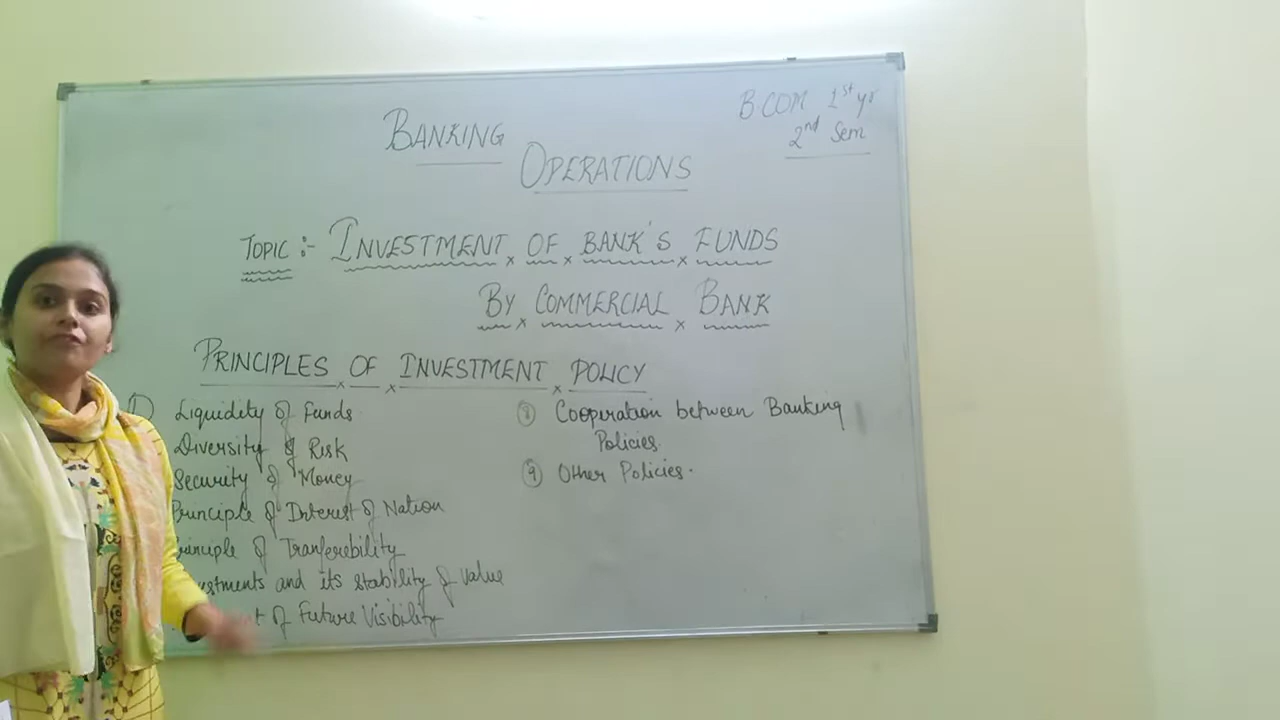 BANKING
OPERATIONS
B COM 1st yr
2nd Sem
TOPIC :- INVESTMENT OF BANK'S FUNDS
BY COMMERCIAL BANK
PRINCIPLES OF INVESTMENT POLICY
Liquidity of funds
Diversity of Risk
Security of Money
Principle of Interest of Nation
Principle of Tranferebility
and its stability of value
of Future Visibility
8 Cooperation between Banking
Policies.
9 Other Policies.